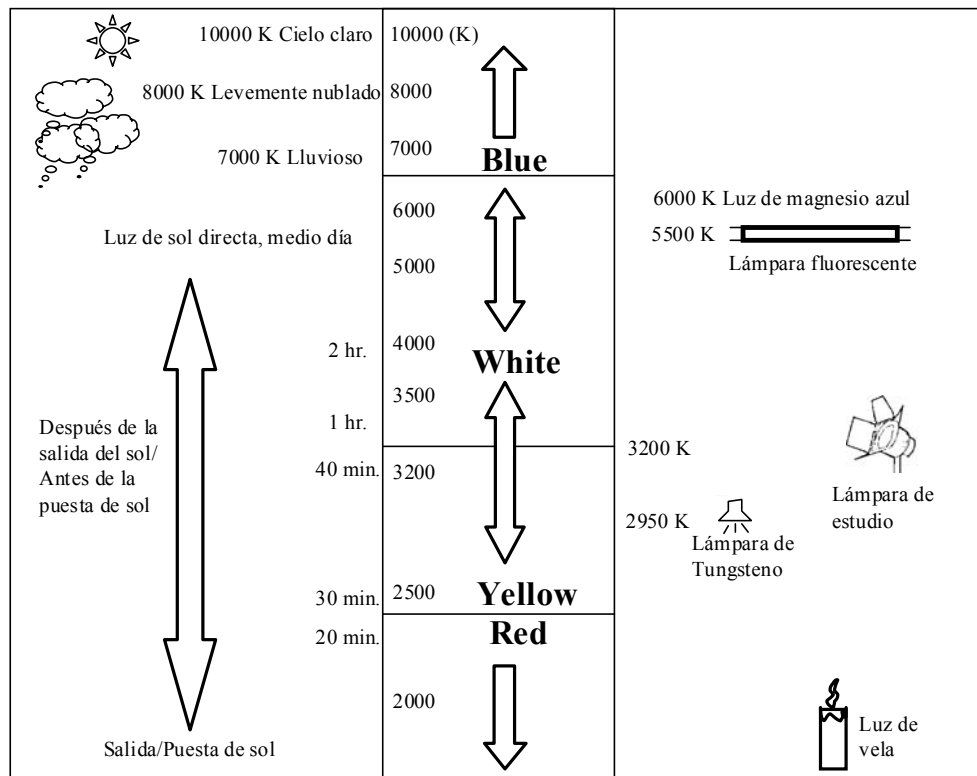 10000 K Cielo claro
8000 K Levemente nublado
7000 K Lluvioso
Luz de sol directa, medio día
2 hr.
1 hr.
Después de la
salida del sol/
Antes de la
puesta de sol
40 min.
30 min.
20 min.
Salida/Puesta de sol
10000 (K)
8000
7000
Blue
6000
5000
4000
White
3500
3200
2500
Yellow
Red
2000
6000 K Luz de magnesio azul
5500 K
Lámpara fluorescente
3200 K
Lámpara de
estudio
2950 K
Lámpara de
Tungsteno
Luz de
vela